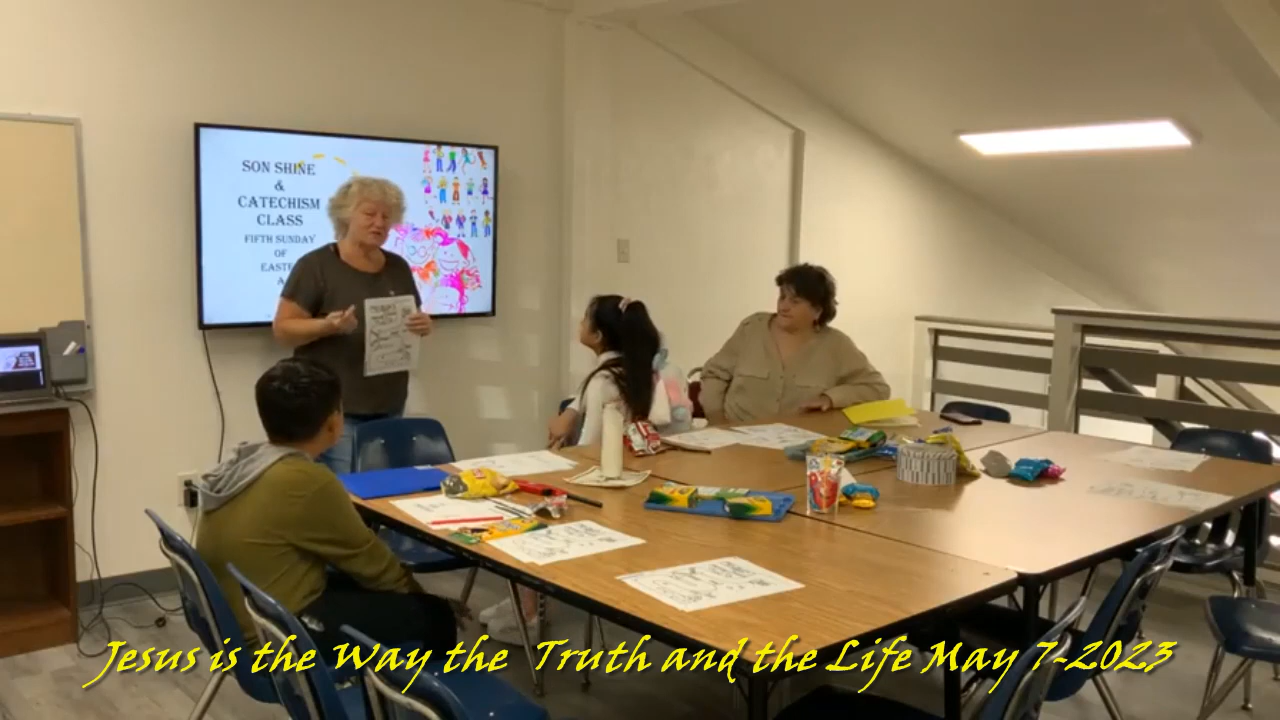 SON SHINE
&
CATECHISM
CLASS
FIFTH SUNDAY
OF
EASTE
A
Jesus is the Way the Truth and the Life May 7-2023